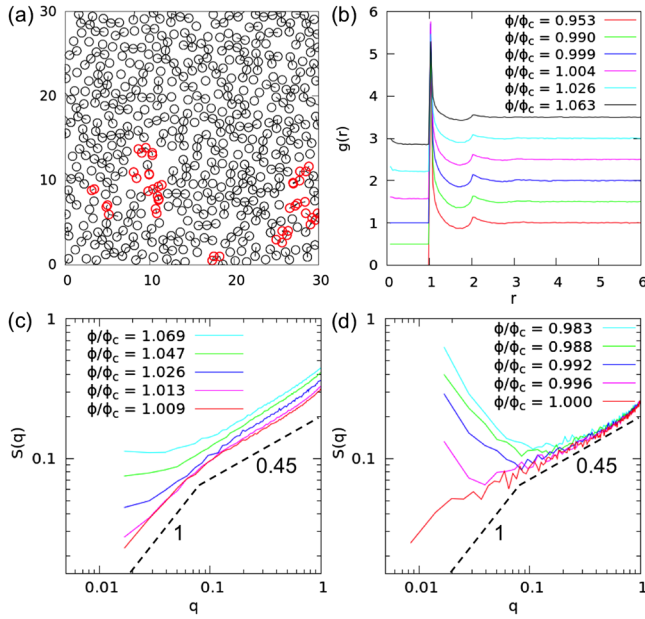 (a)
30
20
10
0
0 10 20 30
(b)
6
5
4
3
2
1
0
g(r)
ϕ/ϕc = 0.953
ϕ/ϕc = 0.990
ϕ/ϕc = 0.999
ϕ/ϕc = 1.004
ϕ/ϕc = 1.026
ϕ/ϕc = 1.063
0 1 2 3 4 5 6
r
(c)
1
0.1
S(q)
ϕ/ϕc = 1.069
ϕ/ϕc = 1.047
ϕ/ϕc = 1.026
ϕ/ϕc = 1.013
ϕ/ϕc = 1.009
0.45
1
0.01 0.1 1
q
(d)
1
0.1
S(q)
ϕ/ϕc = 0.983
ϕ/ϕc = 0.988
ϕ/ϕc = 0.992
ϕ/ϕc = 0.996
ϕ/ϕc = 1.000
0.45
1
0.01 0.1 1
q